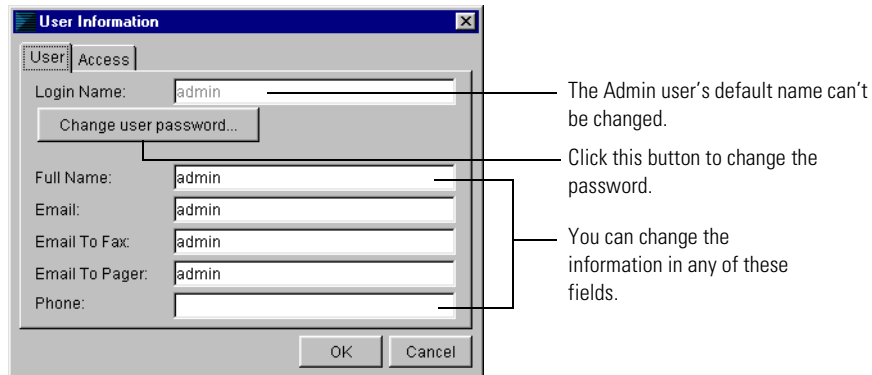 User Information
User Access
Login Name: admin
The Admin user's default name can't
be changed.
Change user password...
Click this button to change the
password.
Full Name: admin
Email: admin
Email To Fax: admin
You can change the
information in any of these
fields.
Email To Pager: admin
Phone:
OK Cancel